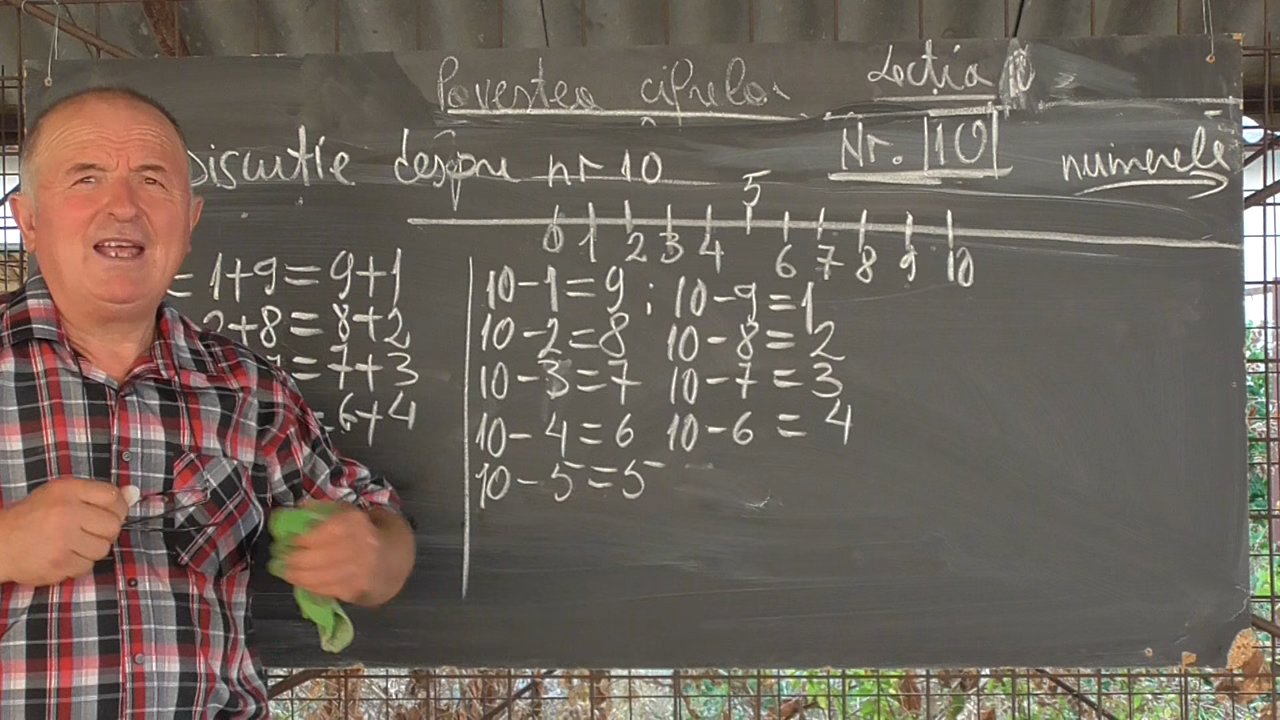 Povestea cifrelor Lecția
Discuție despre nr 10 Nr. 10 numerele
5
0 1 2 3 4 6 7 8 9 10
= 1+9 = 9+1 10-1=9 ; 10-9=1
2+8 = 8+2 10-2=8 10-8=2
= 7+3 10-3=7 10-7=3
= 6+4 10-4=6 10-6=4
10-5=5